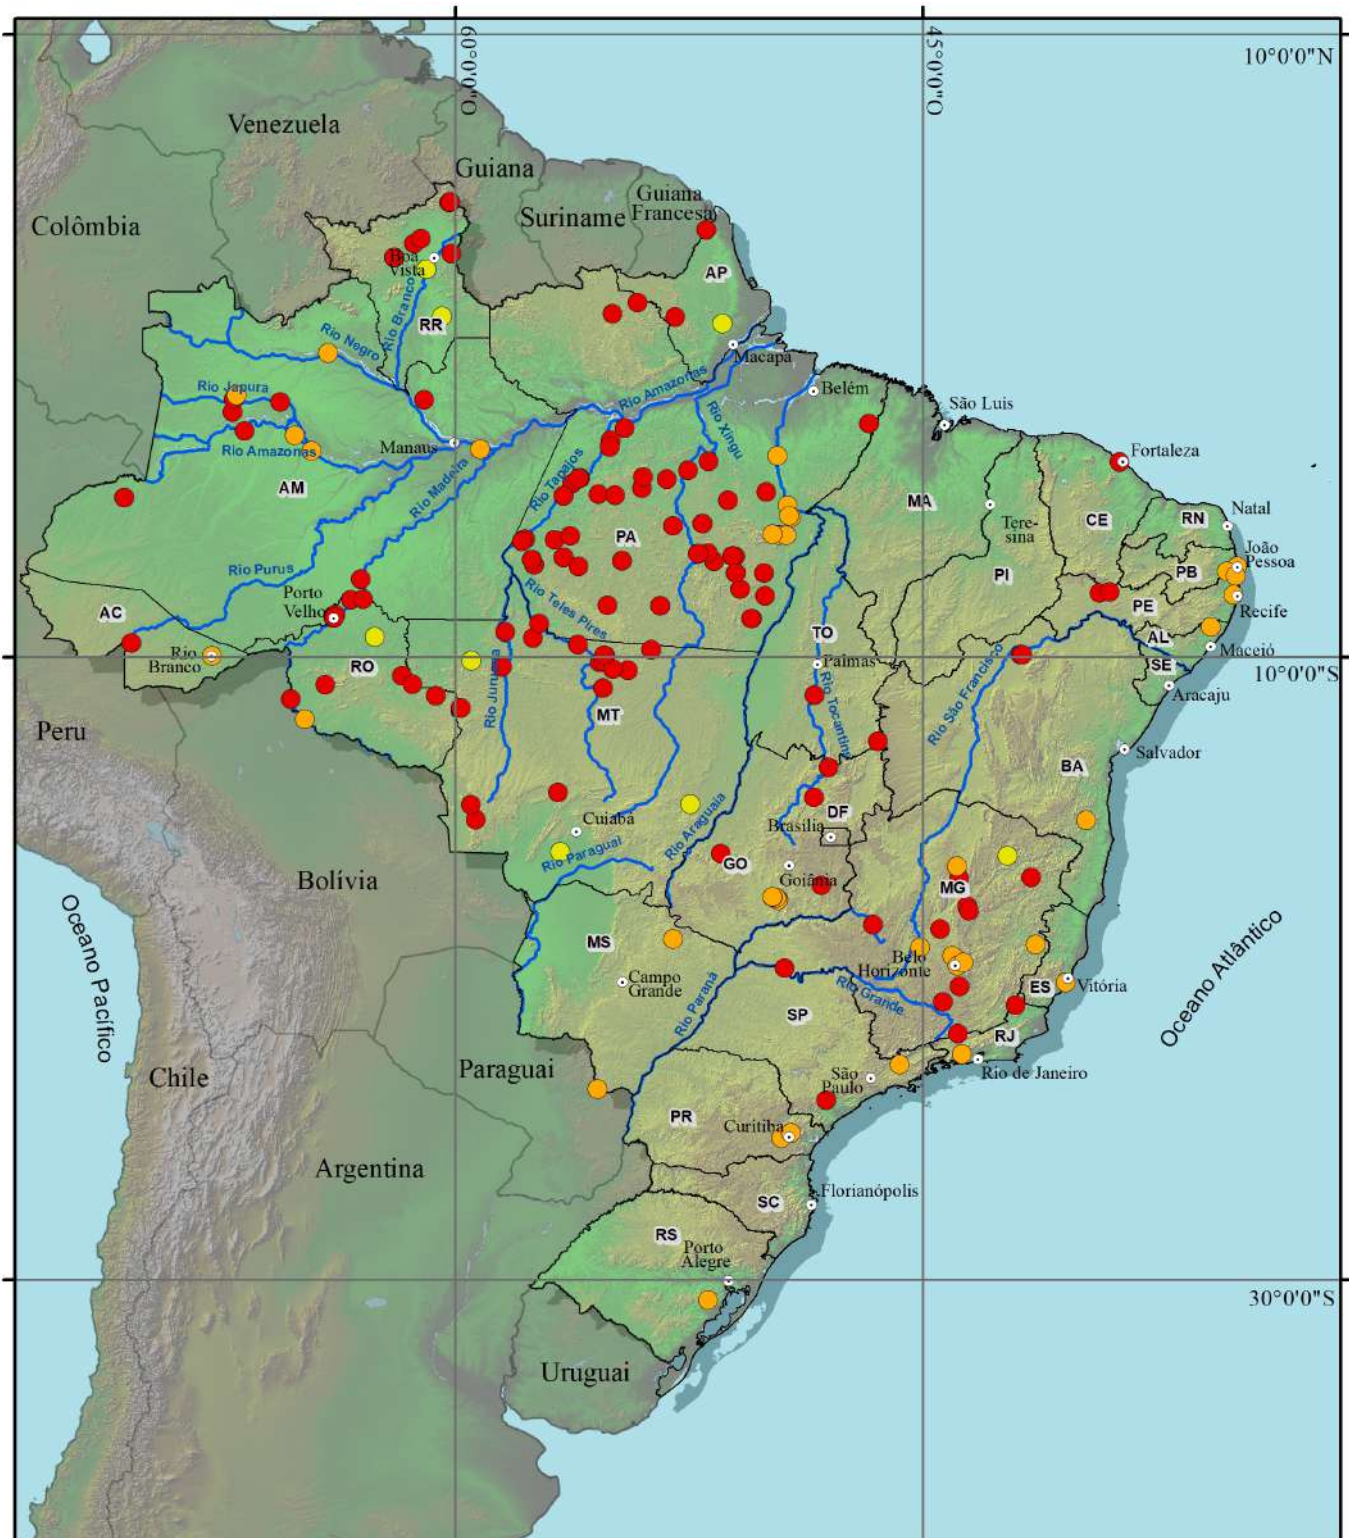 10°0'0"N
60°0'0"O
45°0'0"O
Venezuela
Guiana
Suriname
Guiana
Francesa
Colômbia
Boa
Vista
AP
Rio Branco
RR
Rio Negro
Macapá
Rio Japura
Rio Amazonas
Belém
São Luis
Rio Xingu
Manaus
Rio Amazonas
Fortaleza
Rio Tapajos
Rio Madeira
AM
MA
Tere-
sina
CE
RN
Natal
PA
João
Pessoa
PB
Rio Purus
PI
Rio Teles Pires
Porto
Velho
AC
PE
Recife
TO
AL
Rio
Branco
RO
Palmas
Maceió
SE
10°0'0"S
Rio Juruena
Rio São Francisco
Aracaju
MT
Rio Tocantins
Peru
Salvador
BA
DF
Cuiabá
Brasília
Rio Araguaia
Rio Paraguai
GO
Bolívia
Goiânia
MG
Oceano Pacífico
MS
Oceano Atlântico
Belo
Horizonte
Campo
Grande
Rio Paraná
Rio Grande
ES
Vitória
SP
RJ
Paraguai
Chile
São
Paulo
Rio de Janeiro
PR
Curitiba
Argentina
Florianópolis
SC
RS
Porto
Alegre
30°0'0"S
Uruguai